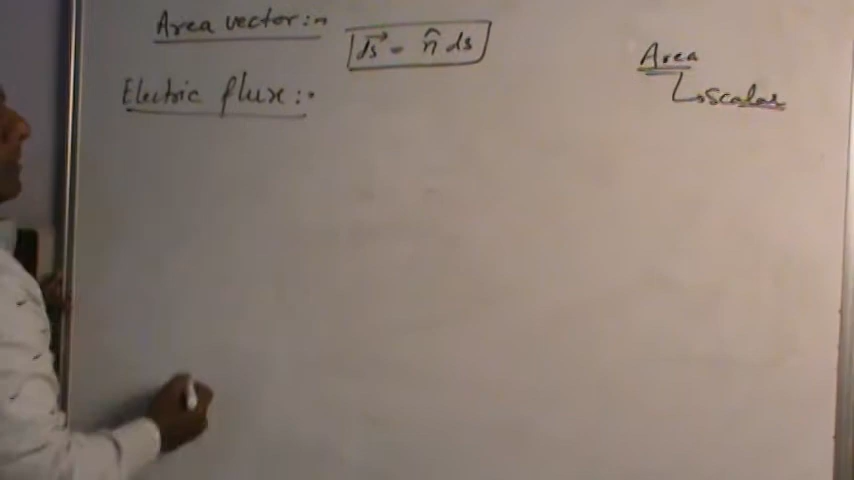 Area vector:-
ds⃗ = n̂ ds
Area
↳ scalar
Electric flux:-